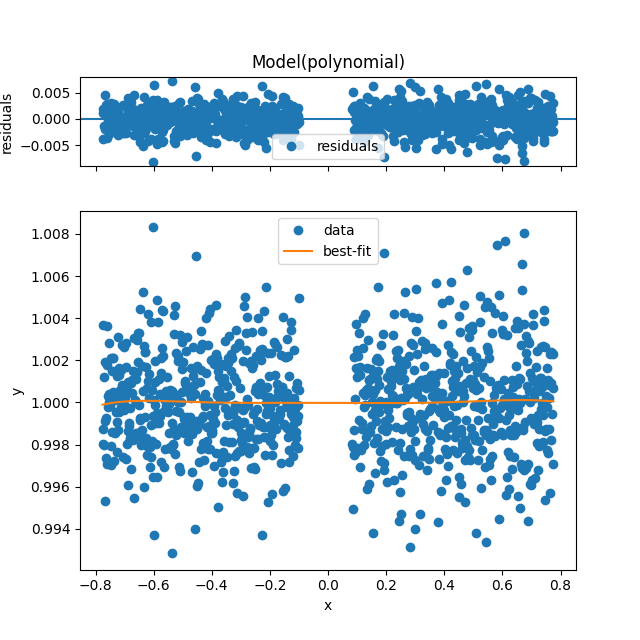 Model(polynomial)
residuals
0.005
0.000
−0.005
residuals
data
best-fit
y
1.008
1.006
1.004
1.002
1.000
0.998
0.996
0.994
−0.8 −0.6 −0.4 −0.2 0.0 0.2 0.4 0.6 0.8
x